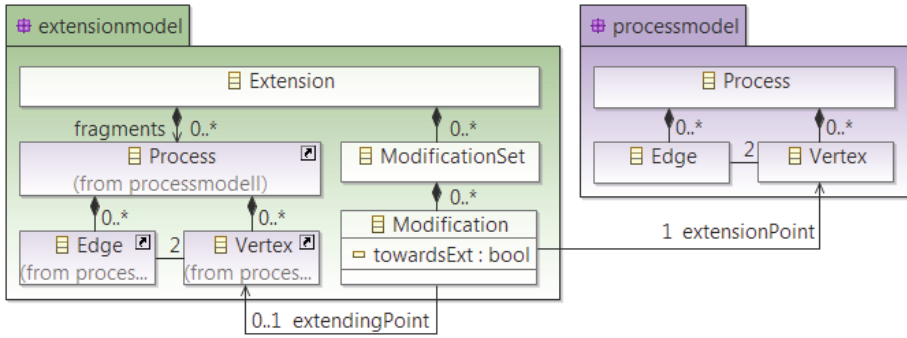 extensionmodel
processmodel
Extension
Process
fragments 0..*
0..*
0..*
0..*
Process
(from processmodell)
ModificationSet
Edge
2
Vertex
0..*
0..*
0..*
Modification
Edge
(from proces...
2
Vertex
(from proces...
towardsExt : bool
1 extensionPoint
0..1 extendingPoint